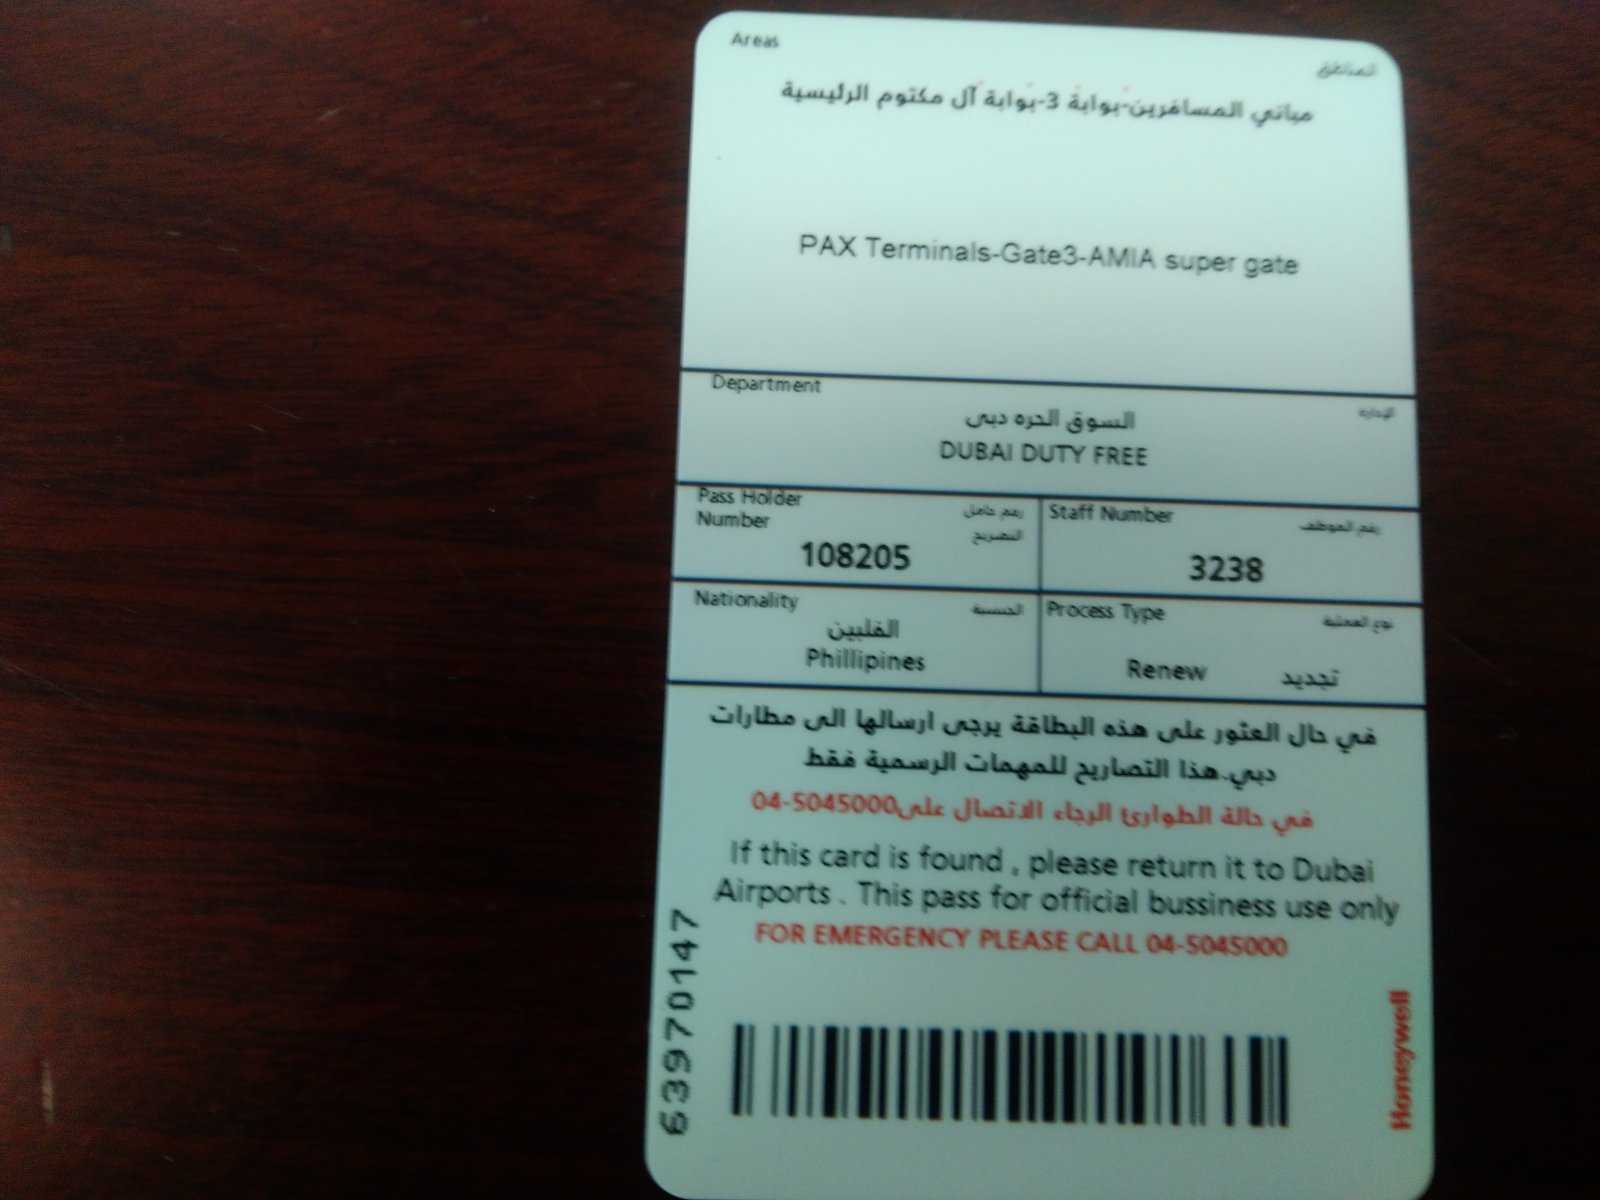 Areas المناطق
مباني المسافرين-بوابة 3-بوابة آل مكتوم الرئيسية
PAX Terminals-Gate3-AMIA super gate
Department الإدارة
السوق الحره دبى
DUBAI DUTY FREE
Pass Holder رقم حامل
Number التصريح
108205
Staff Number رقم الموظف
3238
Nationality الجنسية
الفلبين
Phillipines
Process Type نوع العملية
Renew تجديد
في حال العثور على هذه البطاقة يرجى ارسالها الى مطارات
دبي.هذا التصاريح للمهمات الرسمية فقط
في حالة الطوارئ الرجاء الاتصال على04-5045000
If this card is found , please return it to Dubai
Airports . This pass for official bussiness use only
FOR EMERGENCY PLEASE CALL 04-5045000
63970147
Honeywell